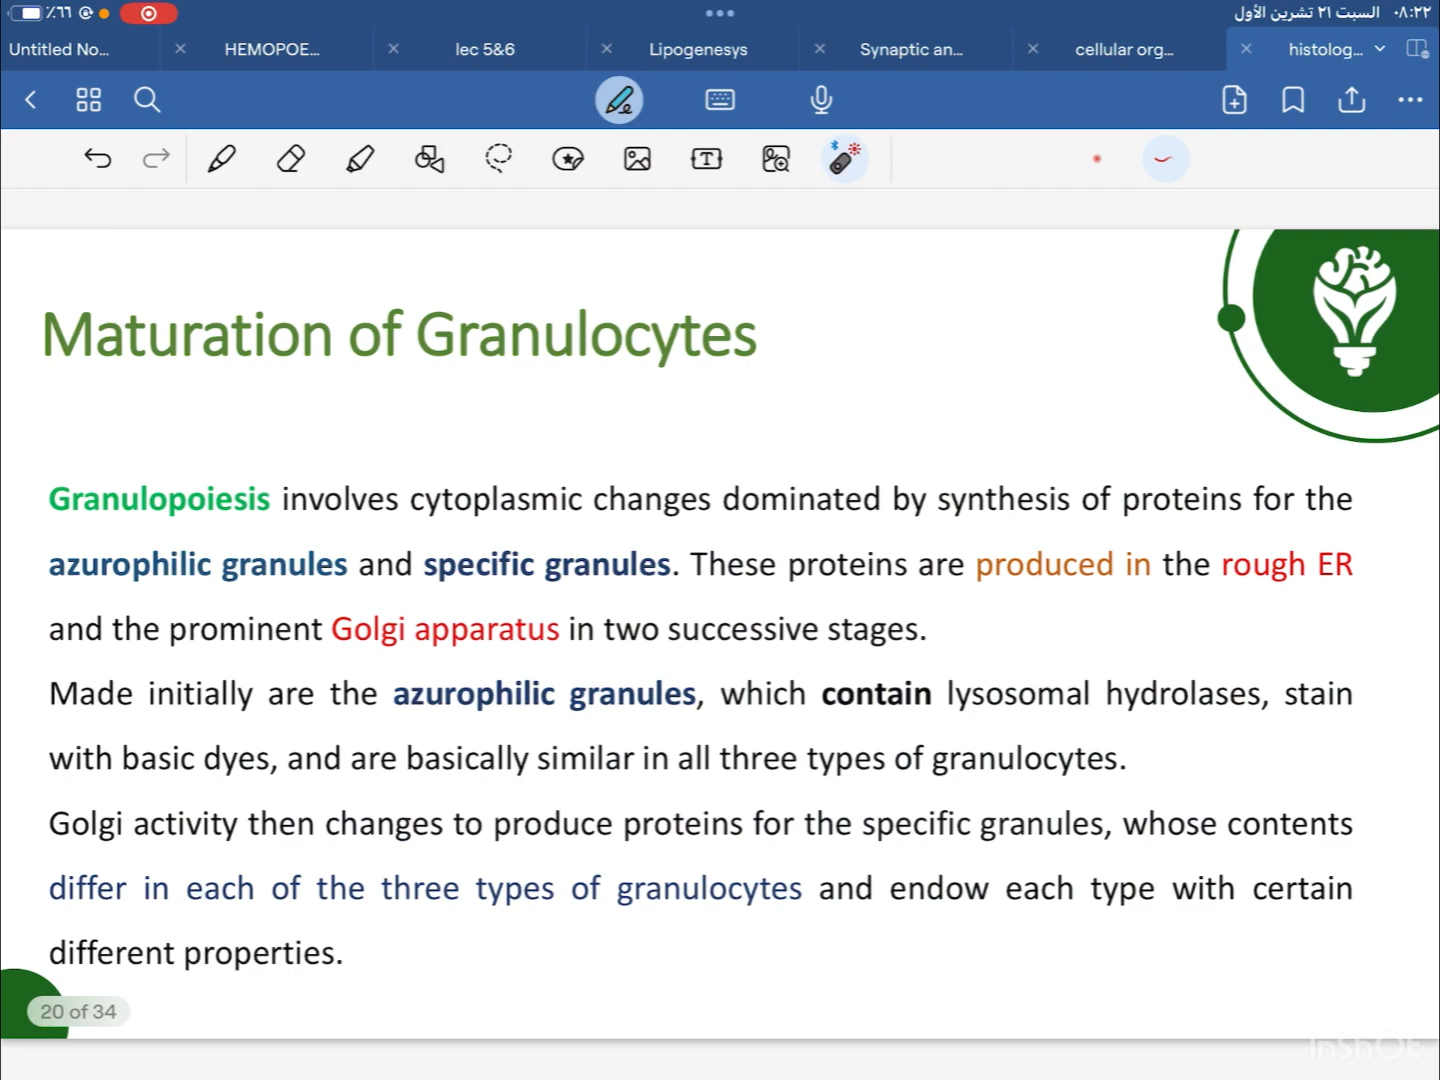 ٪٦٦ السبت ٢١ تشرين الأول ٠٨:٢٢
Untitled No... HEMOPOE... lec 5&6 Lipogenesys Synaptic an... cellular org... histolog...
Maturation of Granulocytes
Granulopoiesis involves cytoplasmic changes dominated by synthesis of proteins for the
azurophilic granules and specific granules. These proteins are produced in the rough ER
and the prominent Golgi apparatus in two successive stages.
Made initially are the azurophilic granules, which contain lysosomal hydrolases, stain
with basic dyes, and are basically similar in all three types of granulocytes.
Golgi activity then changes to produce proteins for the specific granules, whose contents
differ in each of the three types of granulocytes and endow each type with certain
different properties.
20 of 34
InShOt